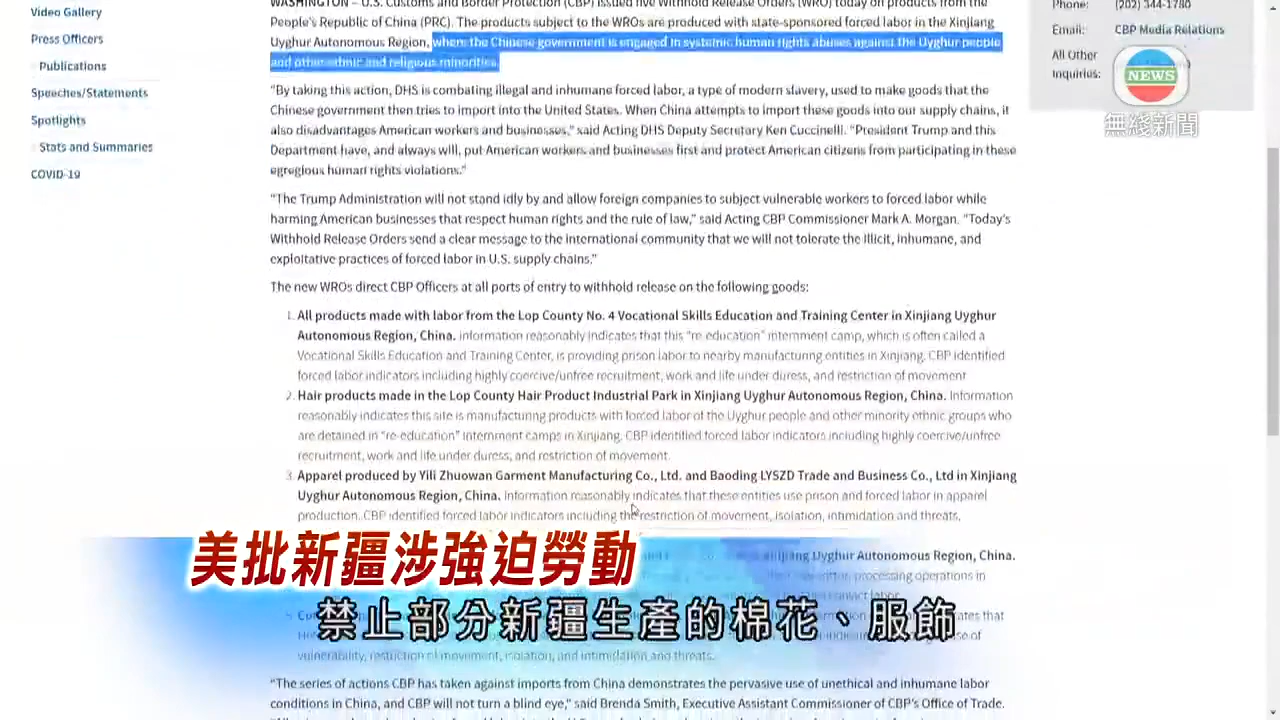 Video Gallery
Press Officers
Publications
Speeches/Statements
Spotlights
Stats and Summaries
COVID-19
WASHINGTON – U.S. Customs and Border Protection (CBP) issued five Withhold Release Orders (WRO) today on products from the
People's Republic of China (PRC). The products subject to the WROs are produced with state-sponsored forced labor in the Xinjiang
Uyghur Autonomous Region, where the Chinese government is engaged in systemic human rights abuses against the Uyghur people
and other ethnic and religious minorities.
"By taking this action, DHS is combating illegal and inhumane forced labor, a type of modern slavery, used to make goods that the
Chinese government then tries to import into the United States. When China attempts to import these goods into our supply chains, it
also disadvantages American workers and businesses," said Acting DHS Deputy Secretary Ken Cuccinelli. "President Trump and this
Department have, and always will, put American workers and businesses first and protect American citizens from participating in these
egregious human rights violations."
"The Trump Administration will not stand idly by and allow foreign companies to subject vulnerable workers to forced labor while
harming American businesses that respect human rights and the rule of law," said Acting CBP Commissioner Mark A. Morgan. "Today's
Withhold Release Orders send a clear message to the international community that we will not tolerate the illicit, inhumane, and
exploitative practices of forced labor in U.S. supply chains."
The new WROs direct CBP Officers at all ports of entry to withhold release on the following goods:
1. All products made with labor from the Lop County No. 4 Vocational Skills Education and Training Center in Xinjiang Uyghur
Autonomous Region, China. Information reasonably indicates that this "re-education" internment camp, which is often called a
Vocational Skills Education and Training Center, is providing prison labor to nearby manufacturing entities in Xinjiang. CBP identified
forced labor indicators including highly coercive/unfree recruitment, work and life under duress, and restriction of movement
2. Hair products made in the Lop County Hair Product Industrial Park in Xinjiang Uyghur Autonomous Region, China. Information
reasonably indicates this site is manufacturing products with forced labor of the Uyghur people and other minority ethnic groups who
are detained in "re-education" internment camps in Xinjiang. CBP identified forced labor indicators including highly coercive/unfree
recruitment, work and life under duress, and restriction of movement.
3. Apparel produced by Yili Zhuowan Garment Manufacturing Co., Ltd. and Baoding LYSZD Trade and Business Co., Ltd in Xinjiang
Uyghur Autonomous Region, China. Information reasonably indicates that these entities use prison and forced labor in apparel
production. CBP identified forced labor indicators including the restriction of movement, isolation, intimidation and threats.
Xinjiang Uyghur Autonomous Region, China.
processing operations in
vulnerability, restriction of movement, isolation, and intimidation and threats.
"The series of actions CBP has taken against imports from China demonstrates the pervasive use of unethical and inhumane labor
conditions in China, and CBP will not turn a blind eye," said Brenda Smith, Executive Assistant Commissioner of CBP's Office of Trade.
Phone: (202) 344-1780
Email: CBP Media Relations
All Other
Inquiries:
NEWS
無綫新聞
美批新疆涉強迫勞動
禁止部分新疆生產的棉花、服飾